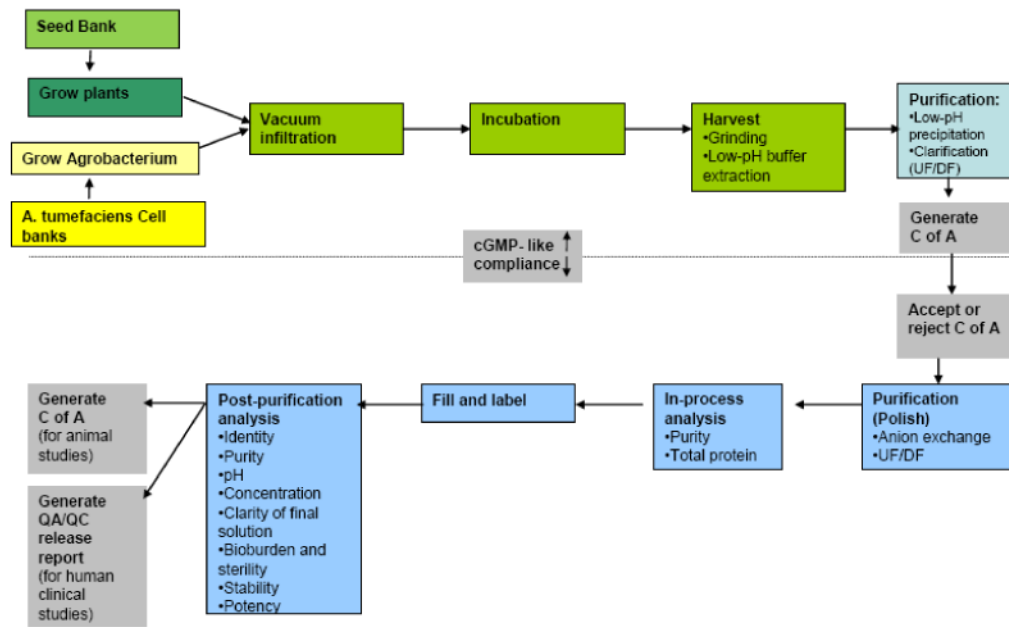 Seed Bank
Grow plants
Grow Agrobacterium
A. tumefaciens Cell
banks
Vacuum
infiltration
Incubation
Harvest
•Grinding
•Low-pH buffer
extraction
Purification:
•Low-pH
precipitation
•Clarification
(UF/DF)
Generate
C of A
cGMP- like
compliance
Accept or
reject C of A
Purification
(Polish)
•Anion exchange
•UF/DF
In-process
analysis
•Purity
•Total protein
Fill and label
Post-purification
analysis
•Identity
•Purity
•pH
•Concentration
•Clarity of final
solution
•Bioburden and
sterility
•Stability
•Potency
Generate
C of A
(for animal
studies)
Generate
QA/QC
release
report
(for human
clinical
studies)